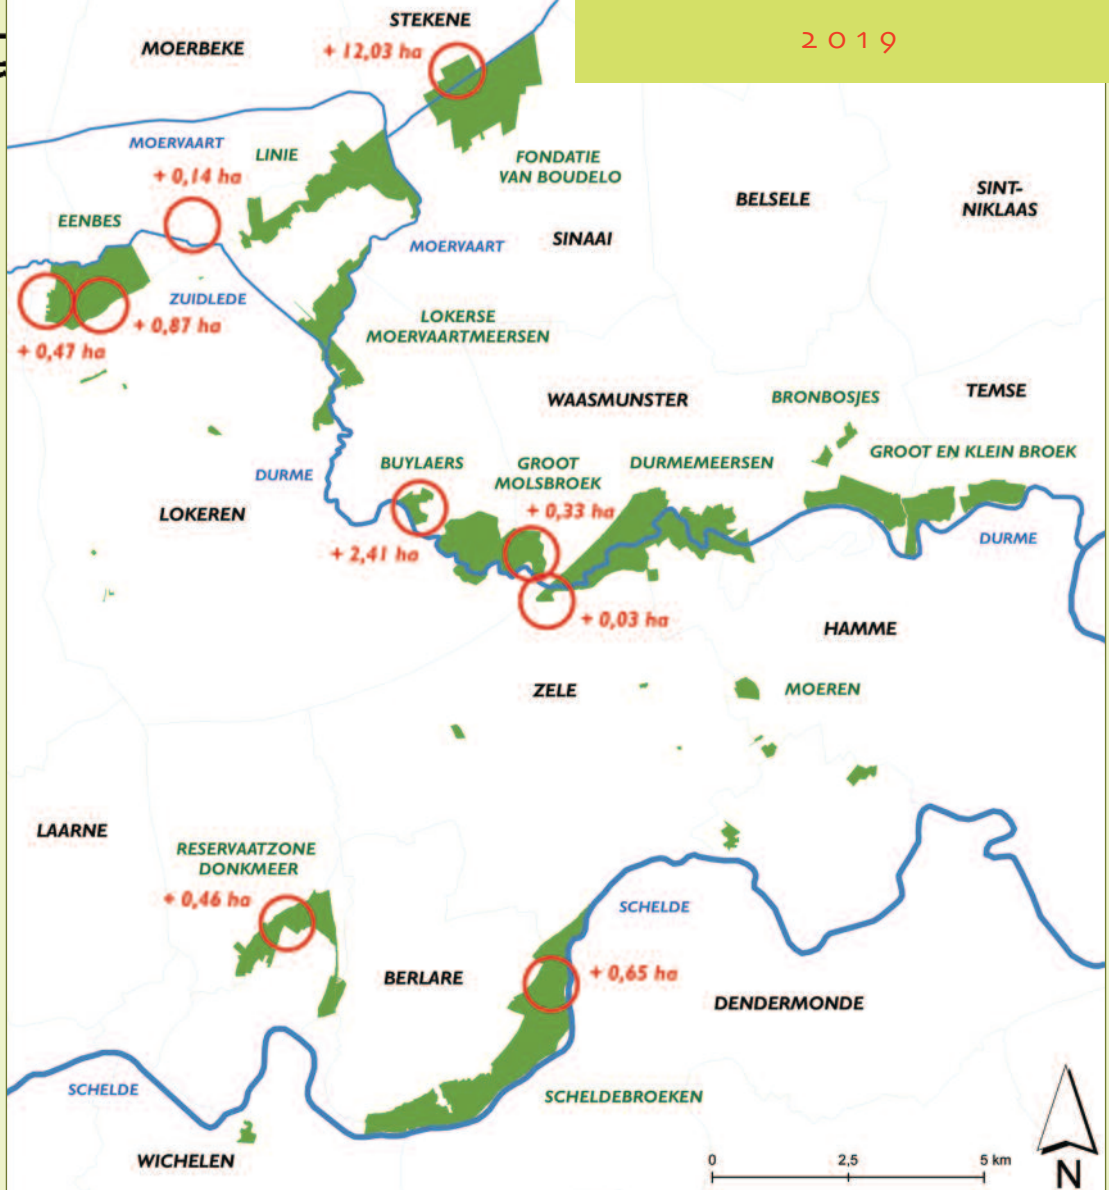 2019
STEKENE
MOERBEKE
+ 12,03 ha
MOERVAART
LINIE
+ 0,14 ha
FONDATIE
VAN BOUDELO
BELSELE
SINT-
NIKLAAS
EENBES
MOERVAART
SINAAI
ZUIDLEDE
+ 0,87 ha
+ 0,47 ha
LOKERSE
MOERVAARTMEERSEN
WAASMUNSTER
BRONBOSJES
TEMSE
DURME
BUYLAERS
GROOT
MOLSBROEK
DURMEMEERSEN
GROOT EN KLEIN BROEK
LOKEREN
+ 0,33 ha
+ 2,41 ha
DURME
+ 0,03 ha
HAMME
ZELE
MOEREN
LAARNE
RESERVAATZONE
DONKMEER
+ 0,46 ha
SCHELDE
BERLARE
+ 0,65 ha
DENDERMONDE
SCHELDE
SCHELDEBROEKEN
WICHELEN
0 2,5 5 km
N